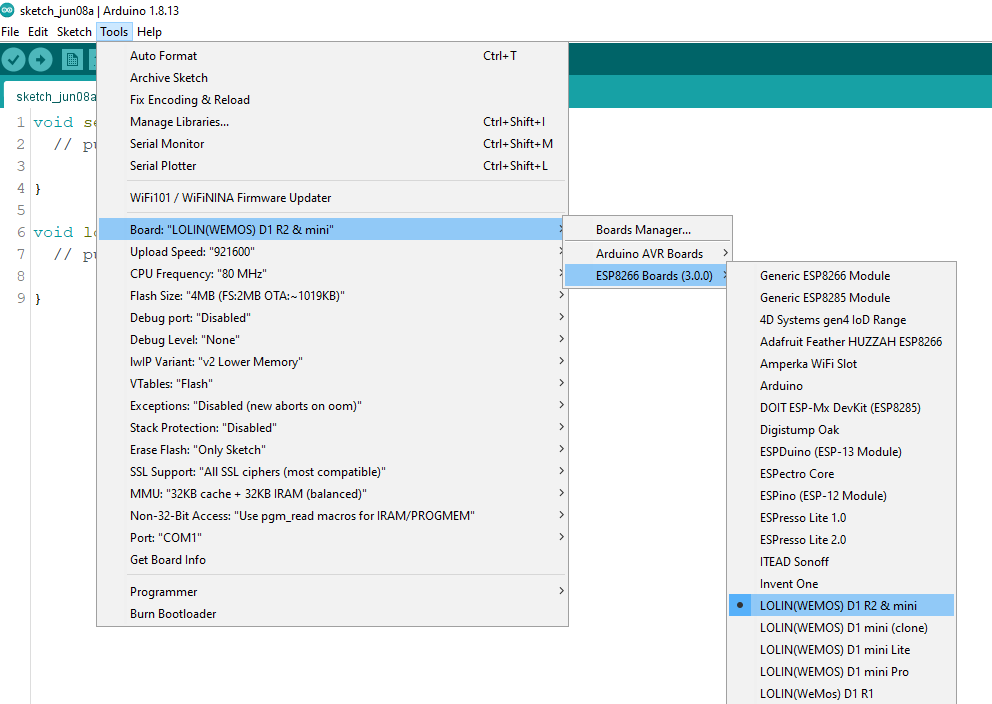 sketch_jun08a | Arduino 1.8.13
File Edit Sketch Tools Help
sketch_jun08a
1 void se
2 // pu
3
4 }
5
6 void lo
7 // pu
8
9 }
Auto Format Ctrl+T
Archive Sketch
Fix Encoding & Reload
Manage Libraries... Ctrl+Shift+I
Serial Monitor Ctrl+Shift+M
Serial Plotter Ctrl+Shift+L
WiFi101 / WiFiNINA Firmware Updater
Board: "LOLIN(WEMOS) D1 R2 & mini"
Upload Speed: "921600"
CPU Frequency: "80 MHz"
Flash Size: "4MB (FS:2MB OTA:~1019KB)"
Debug port: "Disabled"
Debug Level: "None"
lwIP Variant: "v2 Lower Memory"
VTables: "Flash"
Exceptions: "Disabled (new aborts on oom)"
Stack Protection: "Disabled"
Erase Flash: "Only Sketch"
SSL Support: "All SSL ciphers (most compatible)"
MMU: "32KB cache + 32KB IRAM (balanced)"
Non-32-Bit Access: "Use pgm_read macros for IRAM/PROGMEM"
Port: "COM1"
Get Board Info
Programmer
Burn Bootloader
Boards Manager...
Arduino AVR Boards
ESP8266 Boards (3.0.0)
Generic ESP8266 Module
Generic ESP8285 Module
4D Systems gen4 IoD Range
Adafruit Feather HUZZAH ESP8266
Amperka WiFi Slot
Arduino
DOIT ESP-Mx DevKit (ESP8285)
Digistump Oak
ESPDuino (ESP-13 Module)
ESPectro Core
ESPino (ESP-12 Module)
ESPresso Lite 1.0
ESPresso Lite 2.0
ITEAD Sonoff
Invent One
LOLIN(WEMOS) D1 R2 & mini
LOLIN(WEMOS) D1 mini (clone)
LOLIN(WEMOS) D1 mini Lite
LOLIN(WEMOS) D1 mini Pro
LOLIN(WeMos) D1 R1